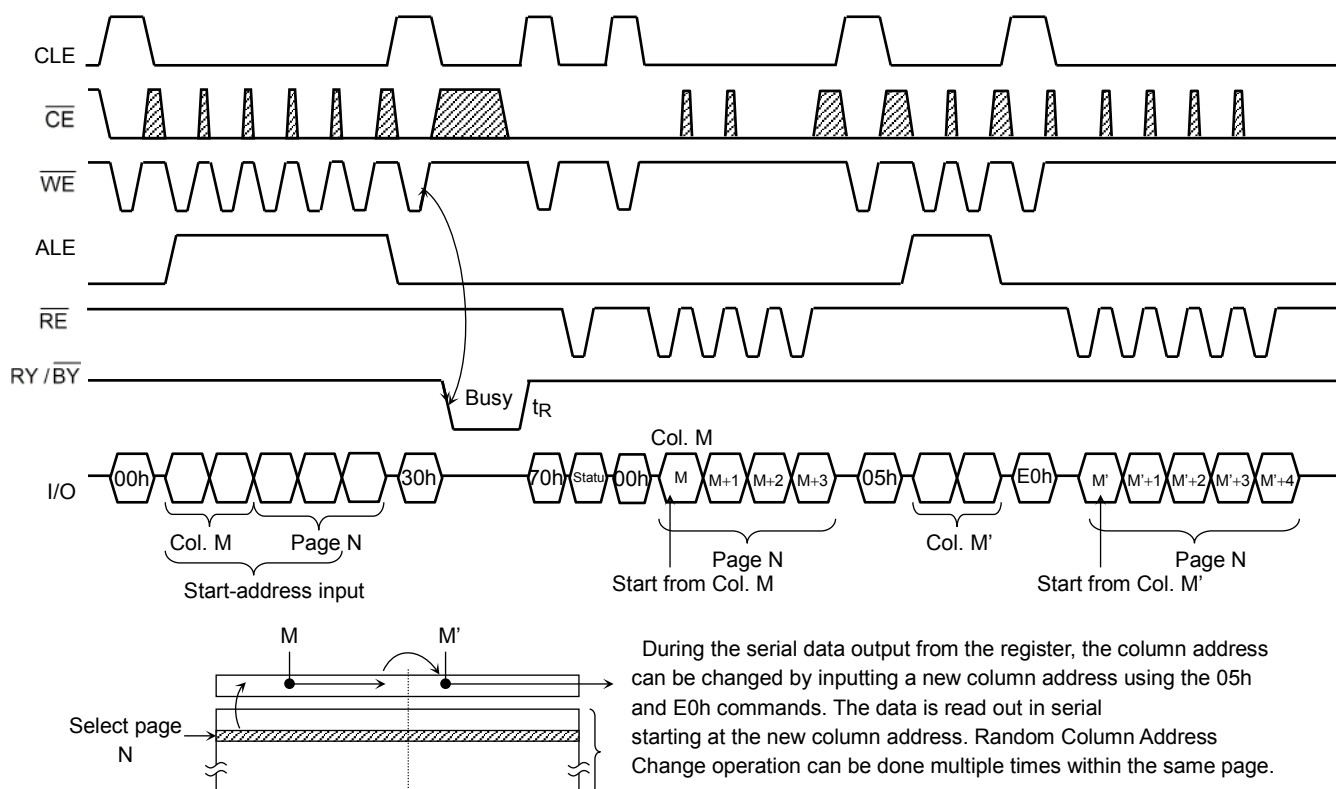 CLE
CE
WE
ALE
RE
RY / BY
Busy
tR
Col. M
I/O
00h
30h
70h
Statu
00h
M
M+1
M+2
M+3
05h
E0h
M'
M'+1
M'+2
M'+3
M'+4
Col. M
Page N
Start-address input
Page N
Start from Col. M
Col. M'
Page N
Start from Col. M'
M
M'
Select page
N
During the serial data output from the register, the column address
can be changed by inputting a new column address using the 05h
and E0h commands. The data is read out in serial
starting at the new column address. Random Column Address
Change operation can be done multiple times within the same page.